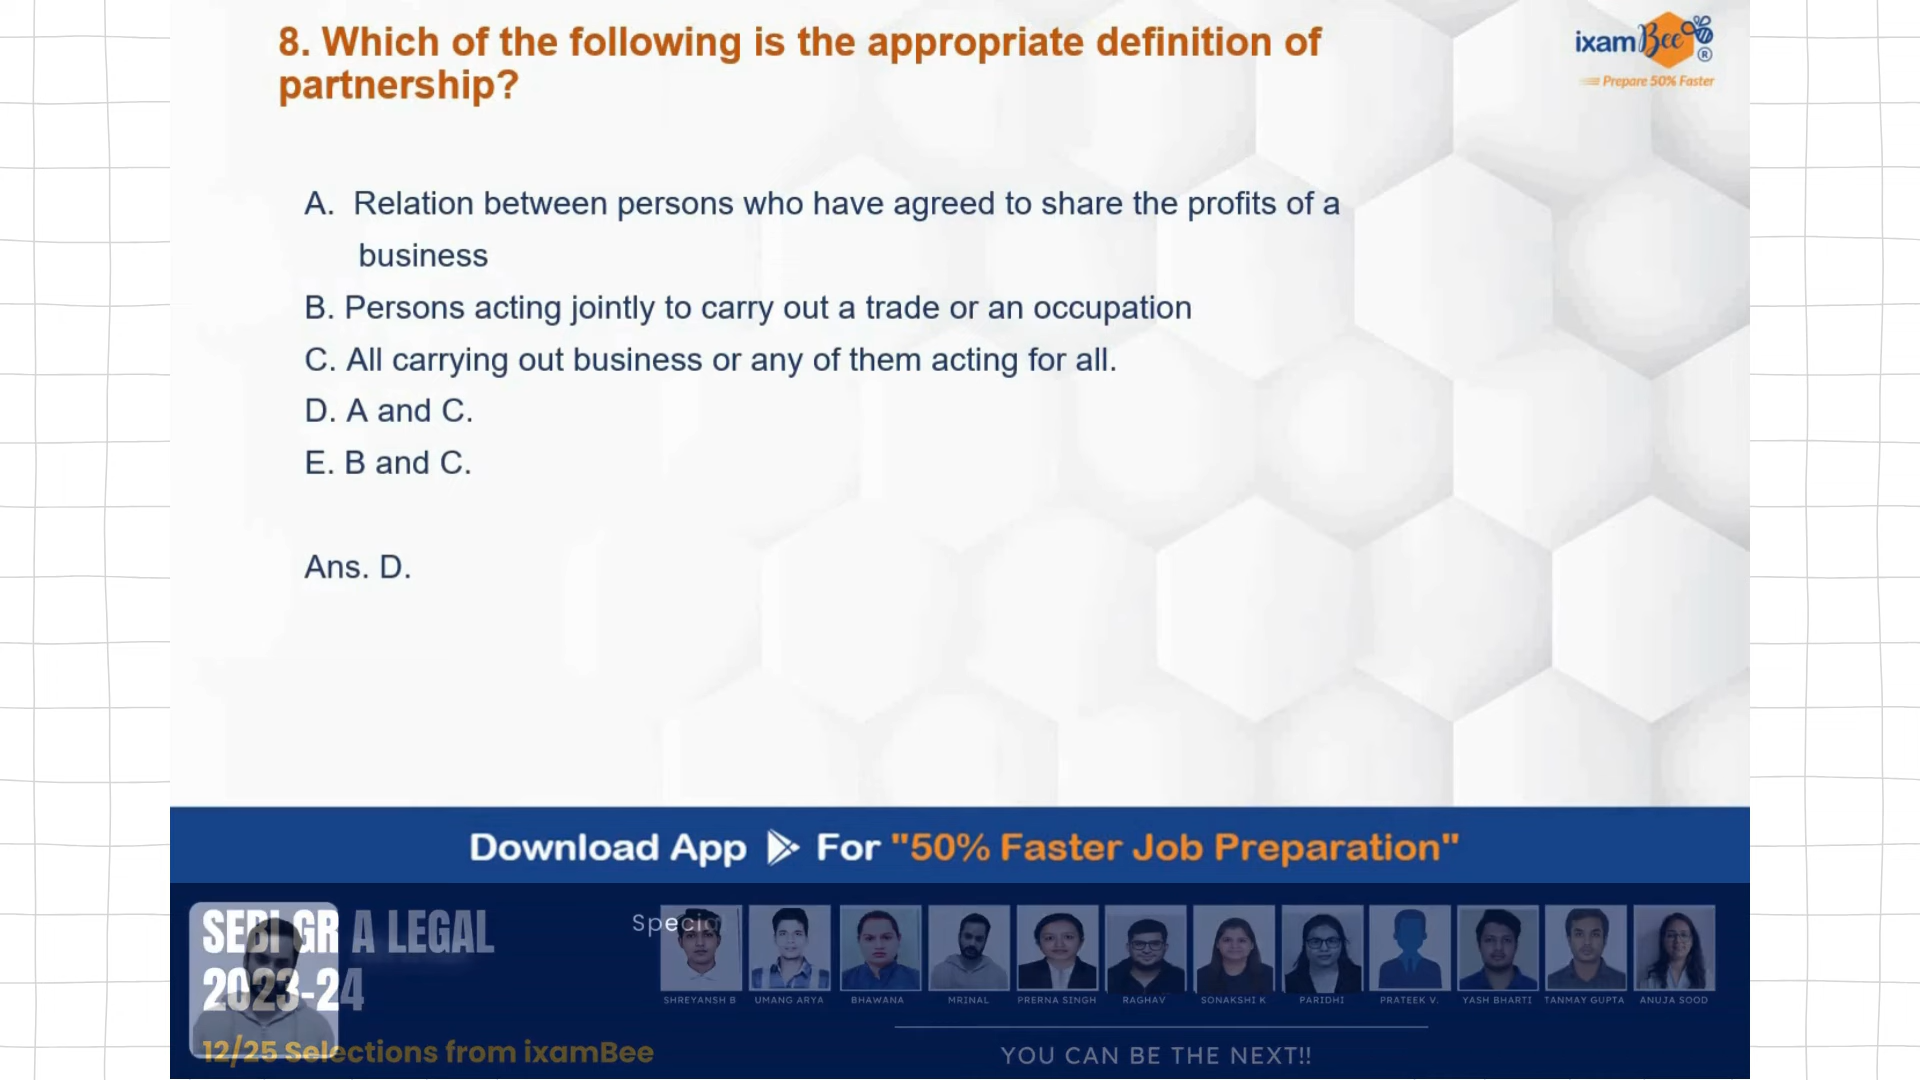 8. Which of the following is the appropriate definition of
partnership?
ixamBee®
Prepare 50% Faster
A. Relation between persons who have agreed to share the profits of a
business
B. Persons acting jointly to carry out a trade or an occupation
C. All carrying out business or any of them acting for all.
D. A and C.
E. B and C.
Ans. D.
Download App For "50% Faster Job Preparation"
SEBI GR A LEGAL
2023-24
12/25 Selections from ixamBee
SHREYANSH B UMANG ARYA BHAWANA MRINAL PRERNA SINGH RAGHAV SONAKSHI K PARIDHI PRATEEK V. YASH BHARTI TANMAY GUPTA ANUJA SOOD
YOU CAN BE THE NEXT!!